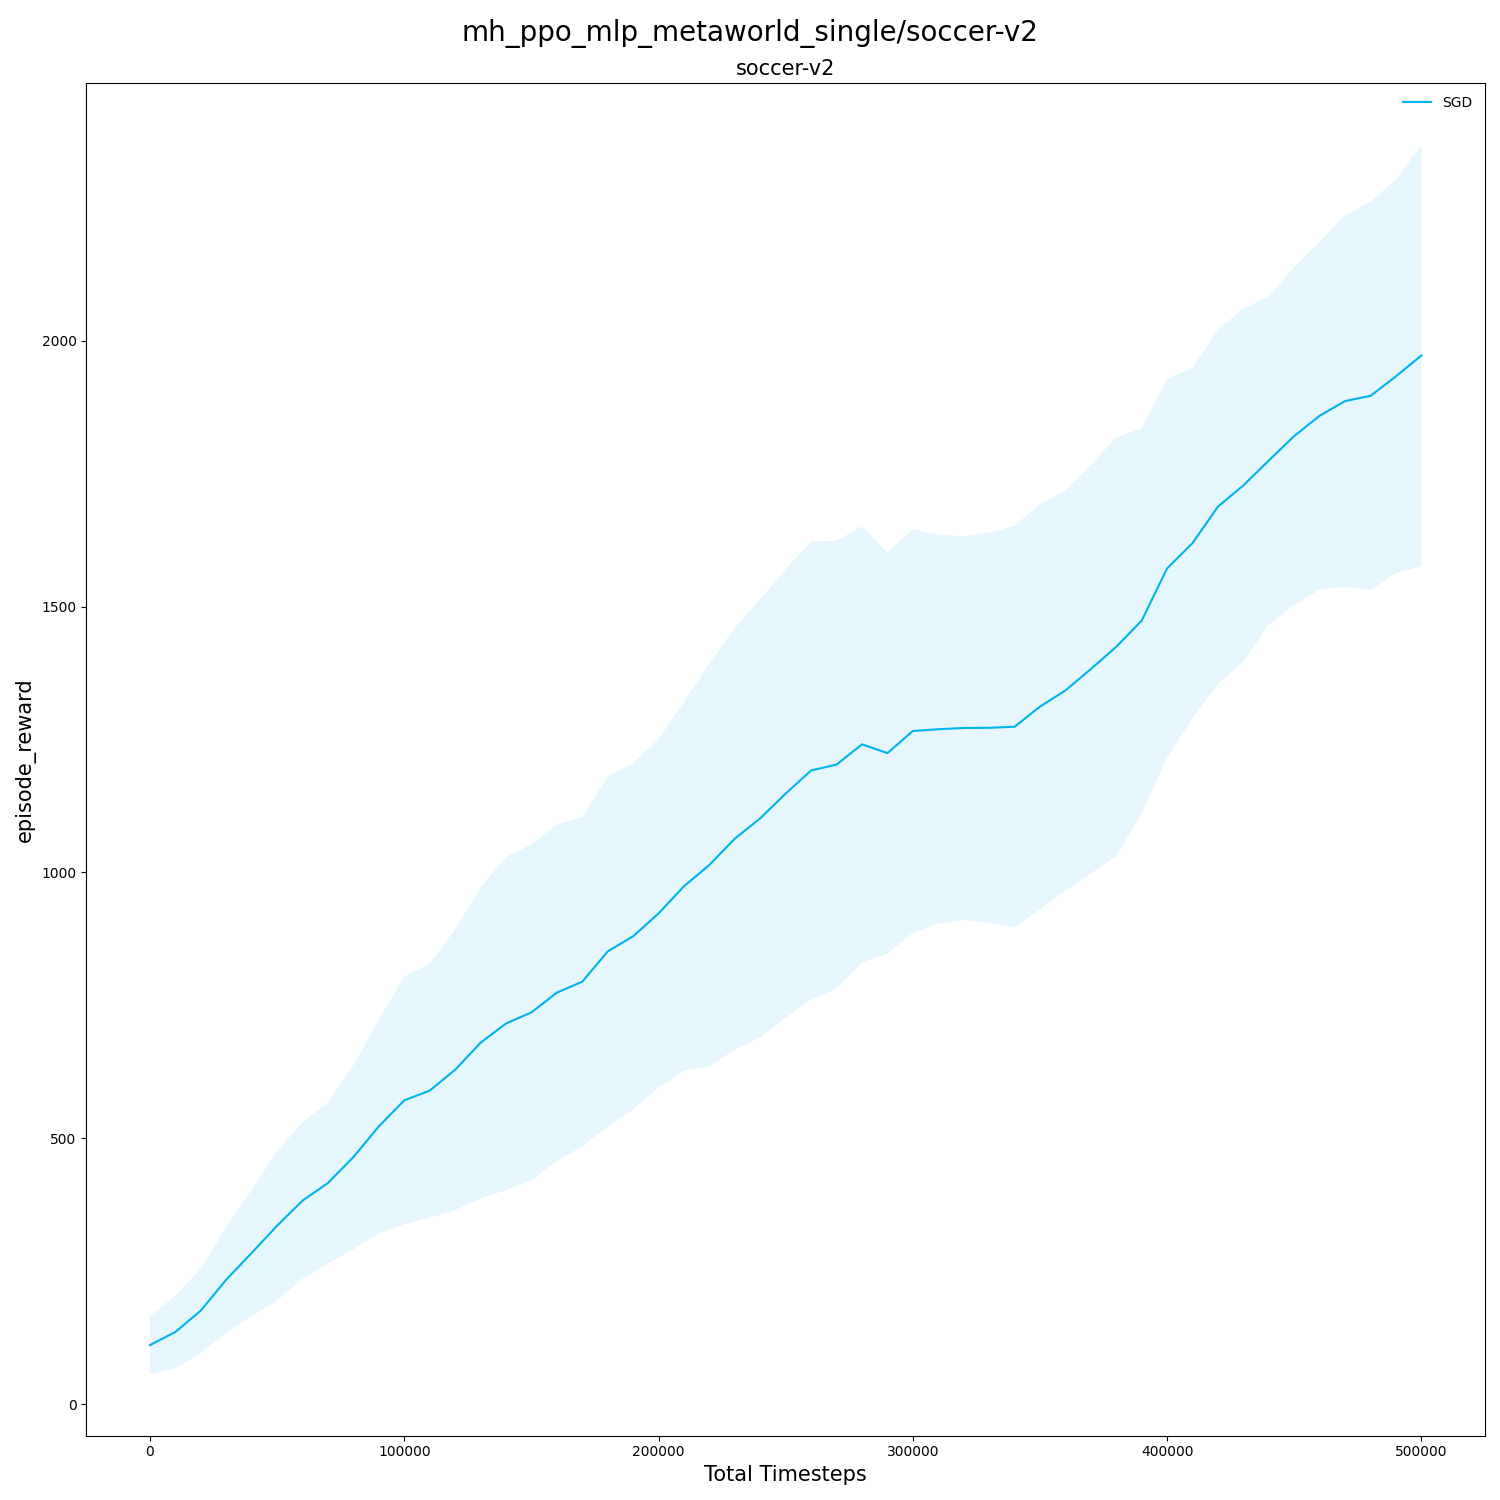 mh_ppo_mlp_metaworld_single/soccer-v2
soccer-v2
SGD
episode_reward
2000
1500
1000
500
0
0 100000 200000 300000 400000 500000
Total Timesteps